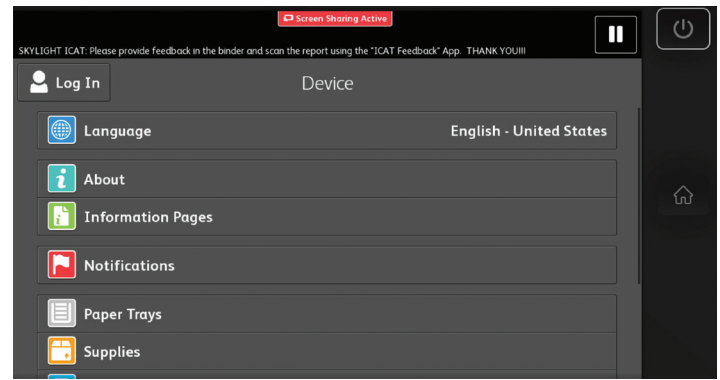 Screen Sharing Active
SKYLIGHT ICAT: Please provide feedback in the binder and scan the report using the "ICAT Feedback" App. THANK YOU!!!
Log In
Device
Language English - United States
About
Information Pages
Notifications
Paper Trays
Supplies